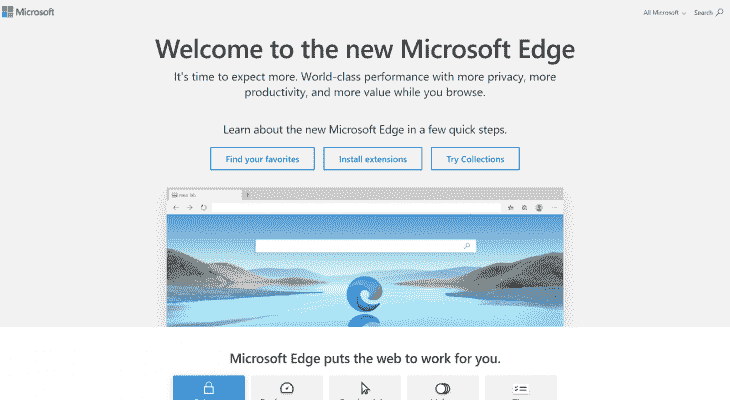 Microsoft
All Microsoft
Search
Welcome to the new Microsoft Edge
It's time to expect more. World-class performance with more privacy, more
productivity, and more value while you browse.
Learn about the new Microsoft Edge in a few quick steps.
Find your favorites
Install extensions
Try Collections
Microsoft Edge puts the web to work for you.